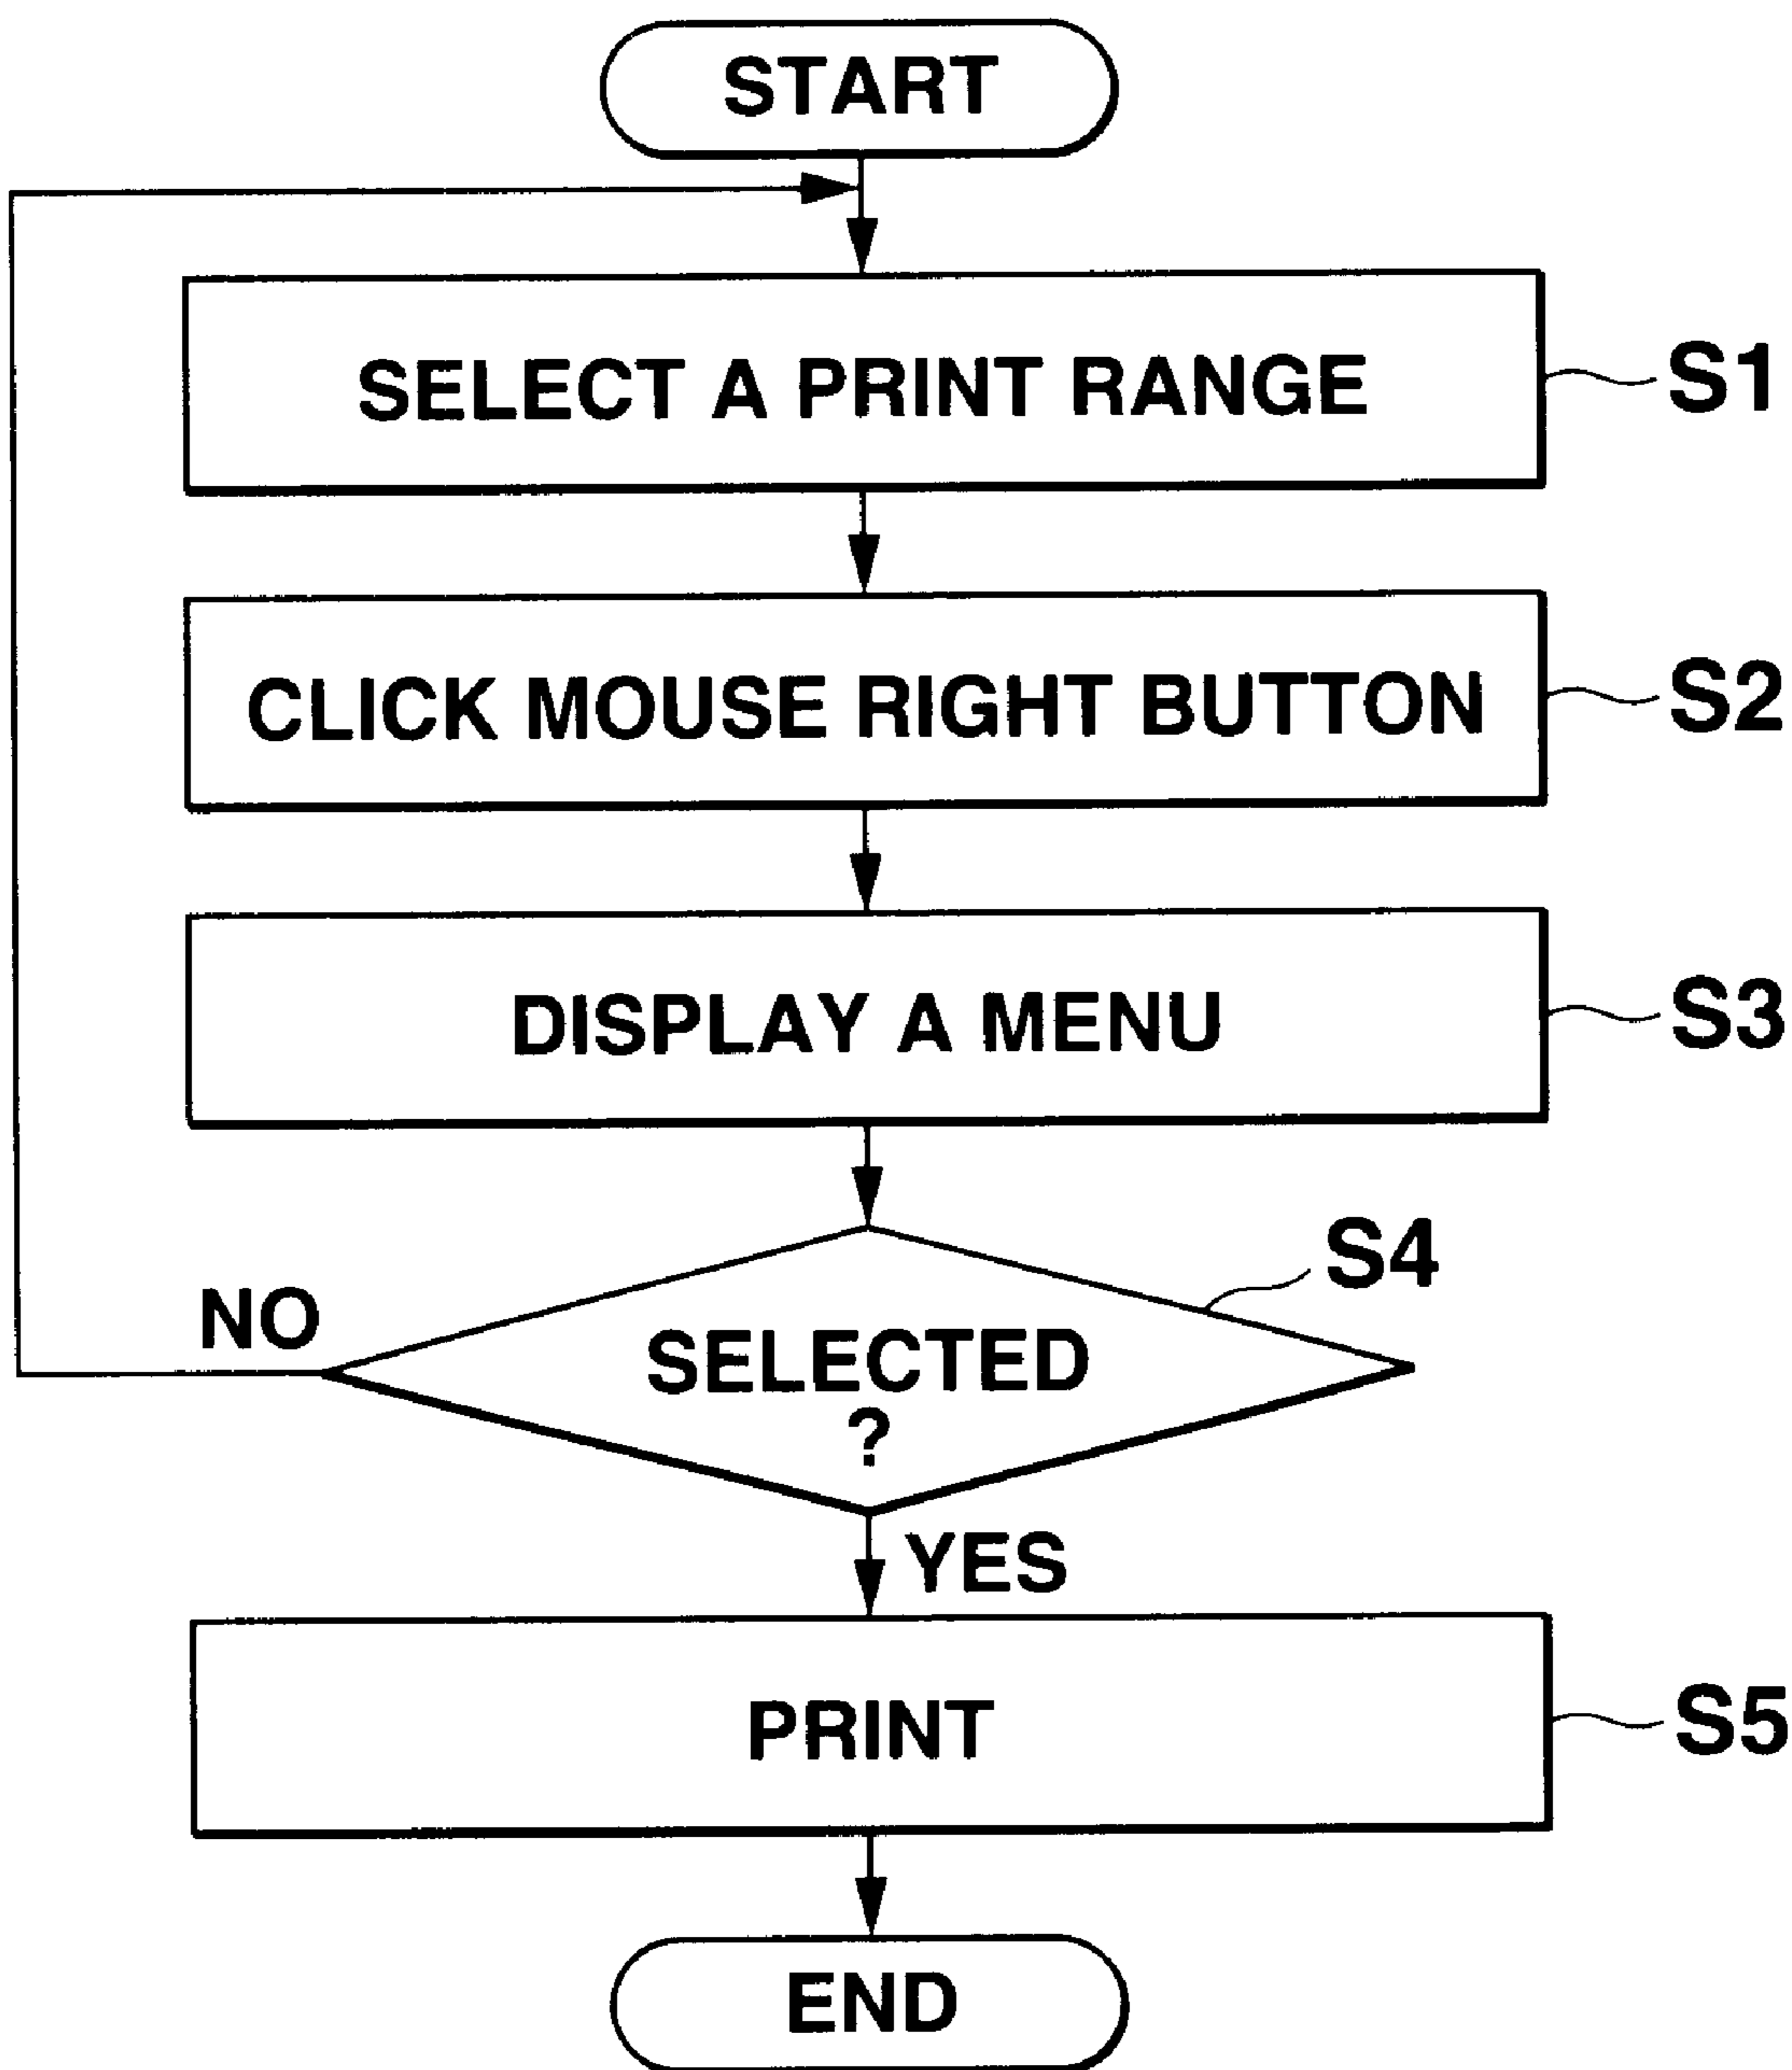 START
SELECT A PRINT RANGE
S1
CLICK MOUSE RIGHT BUTTON
S2
DISPLAY A MENU
S3
S4
NO
SELECTED
?
YES
PRINT
S5
END